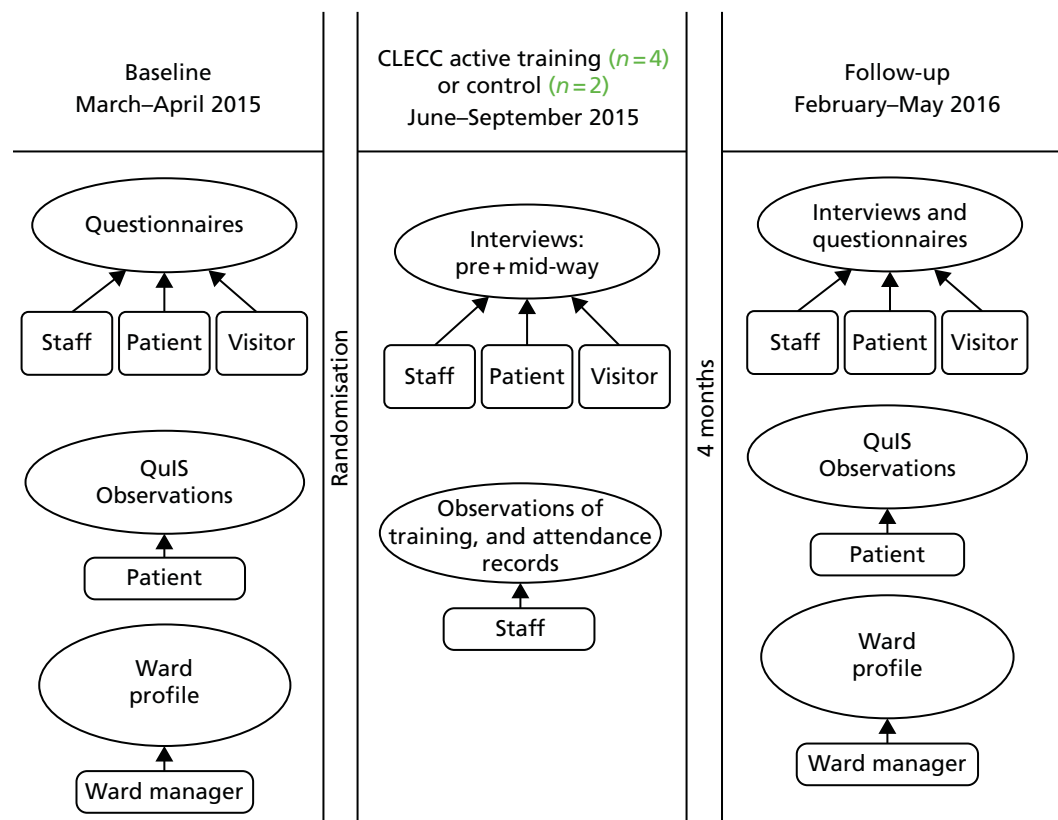 Baseline
March–April 2015
Questionnaires
Staff
Patient
Visitor
QuIS
Observations
Patient
Ward
profile
Ward manager
Randomisation
CLECC active training (n=4)
or control (n=2)
June–September 2015
Interviews:
pre+mid-way
Staff
Patient
Visitor
Observations of
training, and attendance
records
Staff
4 months
Follow-up
February–May 2016
Interviews and
questionnaires
Staff
Patient
Visitor
QuIS
Observations
Patient
Ward
profile
Ward manager